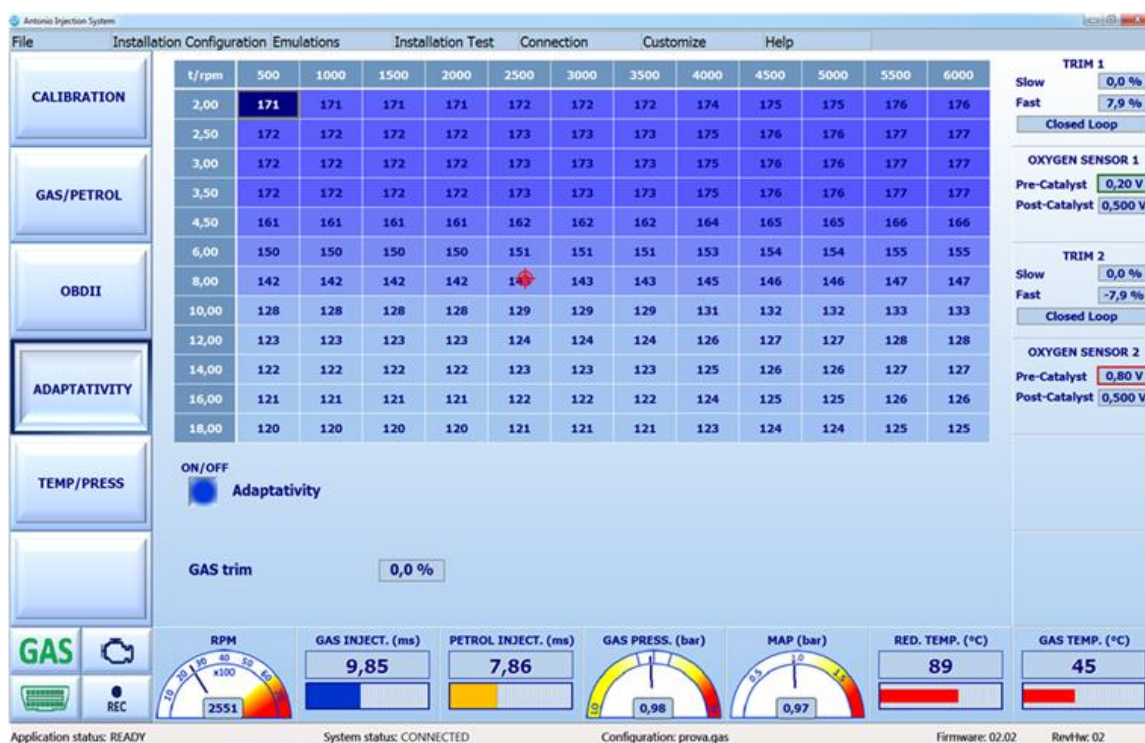 Antonio Injection System
File Installation Configuration Emulations Installation Test Connection Customize Help
CALIBRATION
GAS/PETROL
OBDII
ADAPTATIVITY
TEMP/PRESS
t/rpm 500 1000 1500 2000 2500 3000 3500 4000 4500 5000 5500 6000
2,00 171 171 171 171 172 172 172 174 175 175 176 176
2,50 172 172 172 172 173 173 173 175 176 176 177 177
3,00 172 172 172 172 173 173 173 175 176 176 177 177
3,50 172 172 172 172 173 173 173 175 176 176 177 177
4,50 161 161 161 161 162 162 162 164 165 165 166 166
6,00 150 150 150 150 151 151 151 153 154 154 155 155
8,00 142 142 142 142 143 143 145 146 146 147 147
10,00 128 128 128 128 129 129 129 131 132 132 133 133
12,00 123 123 123 123 124 124 124 126 127 127 128 128
14,00 122 122 122 122 123 123 123 125 126 126 127 127
16,00 121 121 121 121 122 122 122 124 125 125 126 126
18,00 120 120 120 120 121 121 121 123 124 124 125 125
ON/OFF
Adaptativity
GAS trim 0,0 %
TRIM 1
Slow 0,0 %
Fast 7,9 %
Closed Loop
OXYGEN SENSOR 1
Pre-Catalyst 0,20 V
Post-Catalyst 0,500 V
TRIM 2
Slow 0,0 %
Fast -7,9 %
Closed Loop
OXYGEN SENSOR 2
Pre-Catalyst 0,80 V
Post-Catalyst 0,500 V
GAS
REC
RPM
10 20 30 40 50 60
x100
2551
GAS INJECT. (ms)
9,85
PETROL INJECT. (ms)
7,86
GAS PRESS. (bar)
LO
0,98
MAP (bar)
0.5 1.0 1.5
0,97
RED. TEMP. (°C)
89
GAS TEMP. (°C)
45
Application status: READY System status: CONNECTED Configuration: prova.gas Firmware: 02.02 RevHw: 02